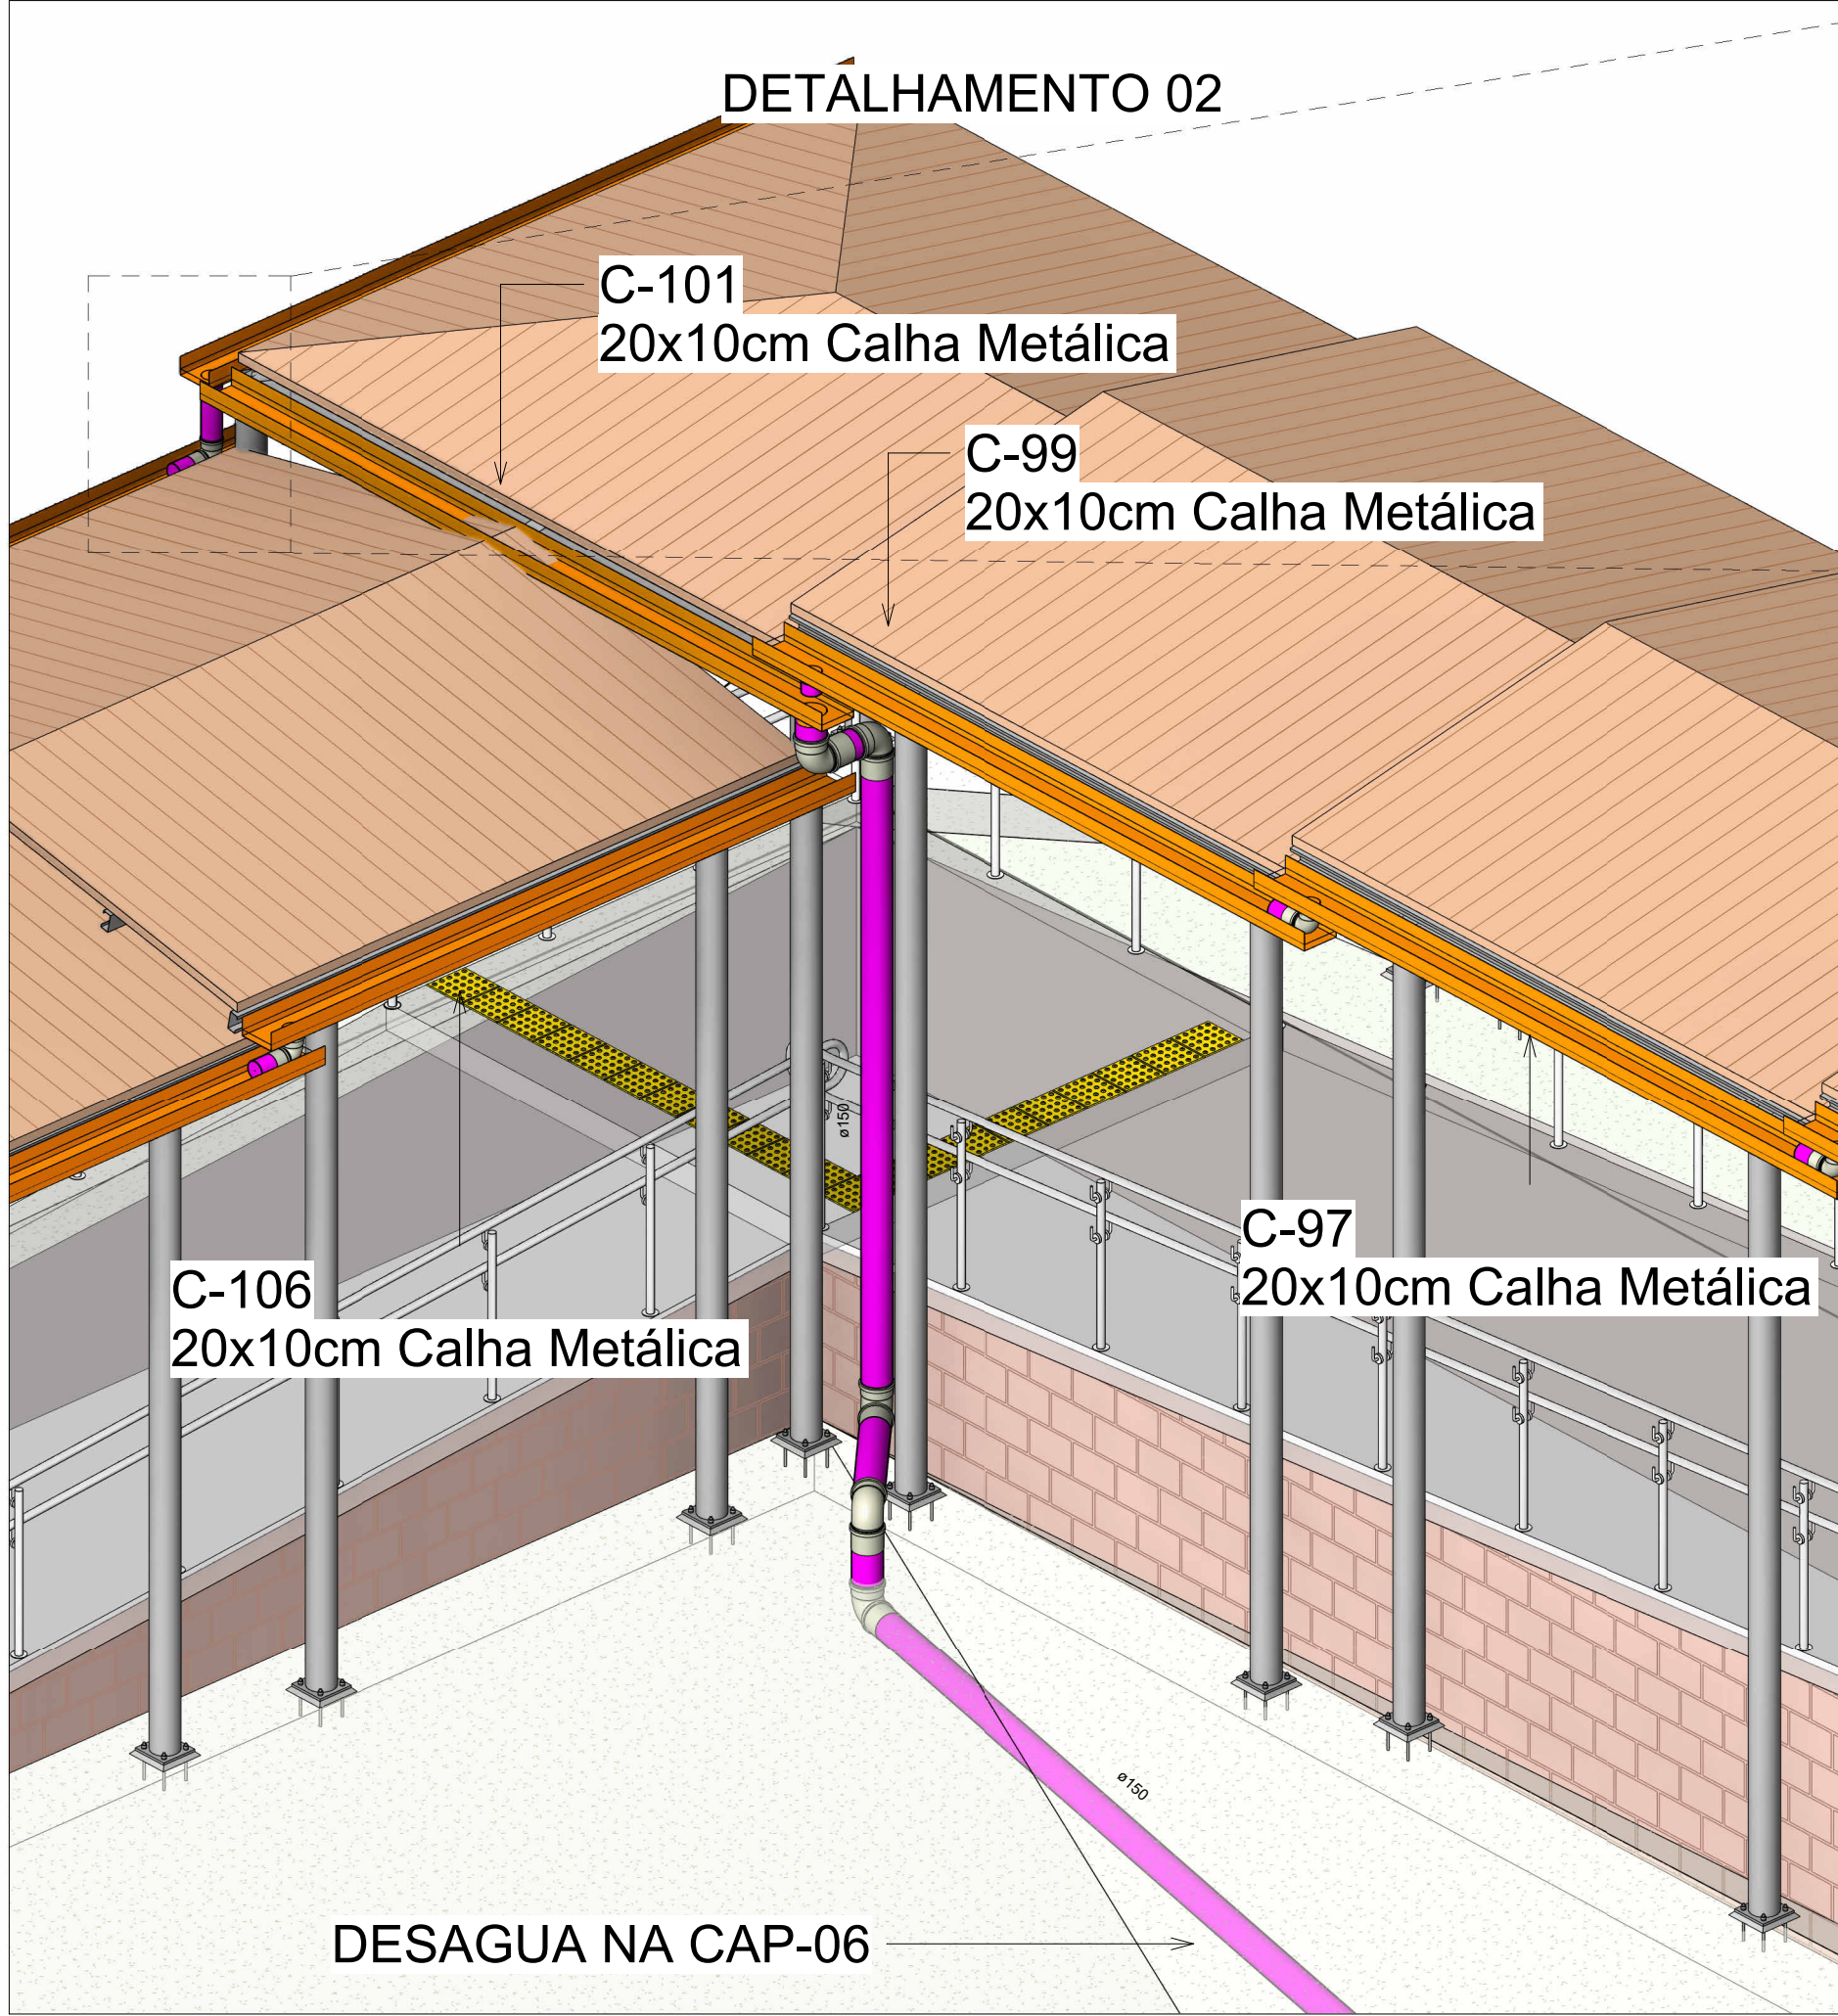 DETALHAMENTO 02
C-101
20x10cm Calha Metálica
C-99
20x10cm Calha Metálica
ø150
C-97
20x10cm Calha Metálica
C-106
20x10cm Calha Metálica
ø150
DESAGUA NA CAP-06